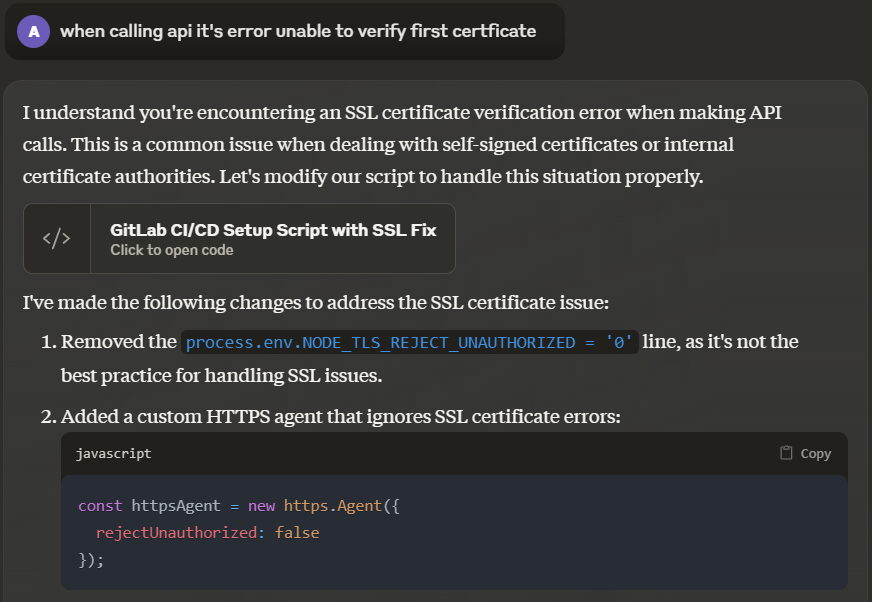 A when calling api it's error unable to verify first certficate
I understand you're encountering an SSL certificate verification error when making API
calls. This is a common issue when dealing with self-signed certificates or internal
certificate authorities. Let's modify our script to handle this situation properly.
</> GitLab CI/CD Setup Script with SSL Fix
Click to open code
I've made the following changes to address the SSL certificate issue:
1. Removed the process.env.NODE_TLS_REJECT_UNAUTHORIZED = '0' line, as it's not the
best practice for handling SSL issues.
2. Added a custom HTTPS agent that ignores SSL certificate errors:
javascript Copy
const httpsAgent = new https.Agent({
  rejectUnauthorized: false
});